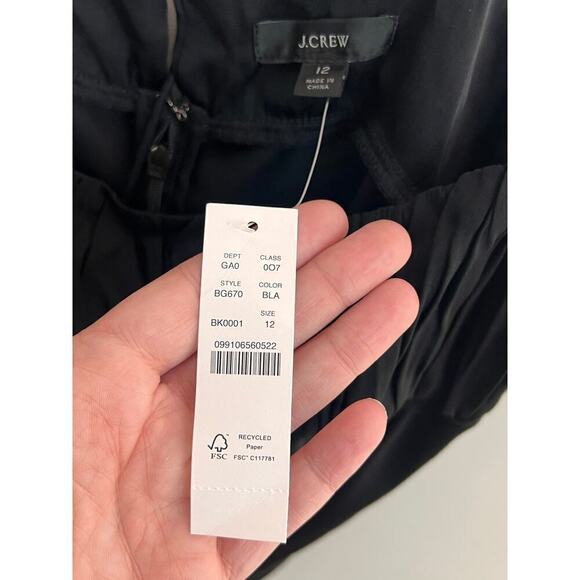 J.CREW
12
MADE IN
CHINA
DEPT CLASS
GA0 0O7
STYLE COLOR
BG670 BLA
SIZE
BK0001 12
099106560522
RECYCLED
Paper
FSC™ C117781
FSC